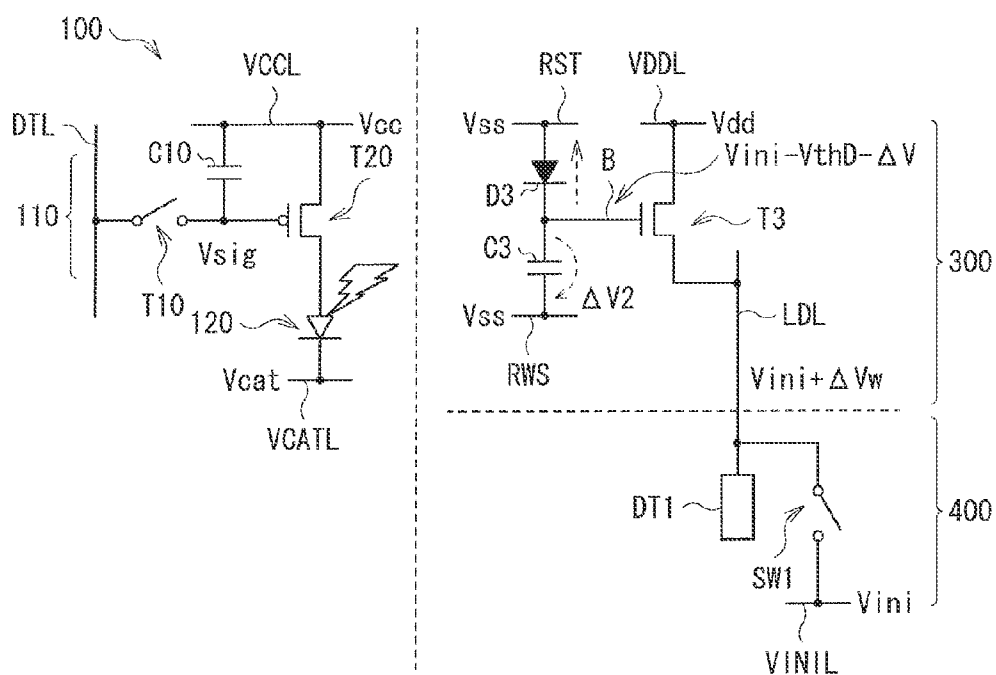 100
VCCL
DTL
Vcc
C10
T20
110
Vsig
T10
120
Vcat
VCATL
RST
VDDL
Vss
Vdd
Vini-VthD-ΔV
B
D3
T3
C3
300
ΔV2
LDL
Vss
RWS
Vini+ΔVw
DT1
400
SW1
Vini
VINIL